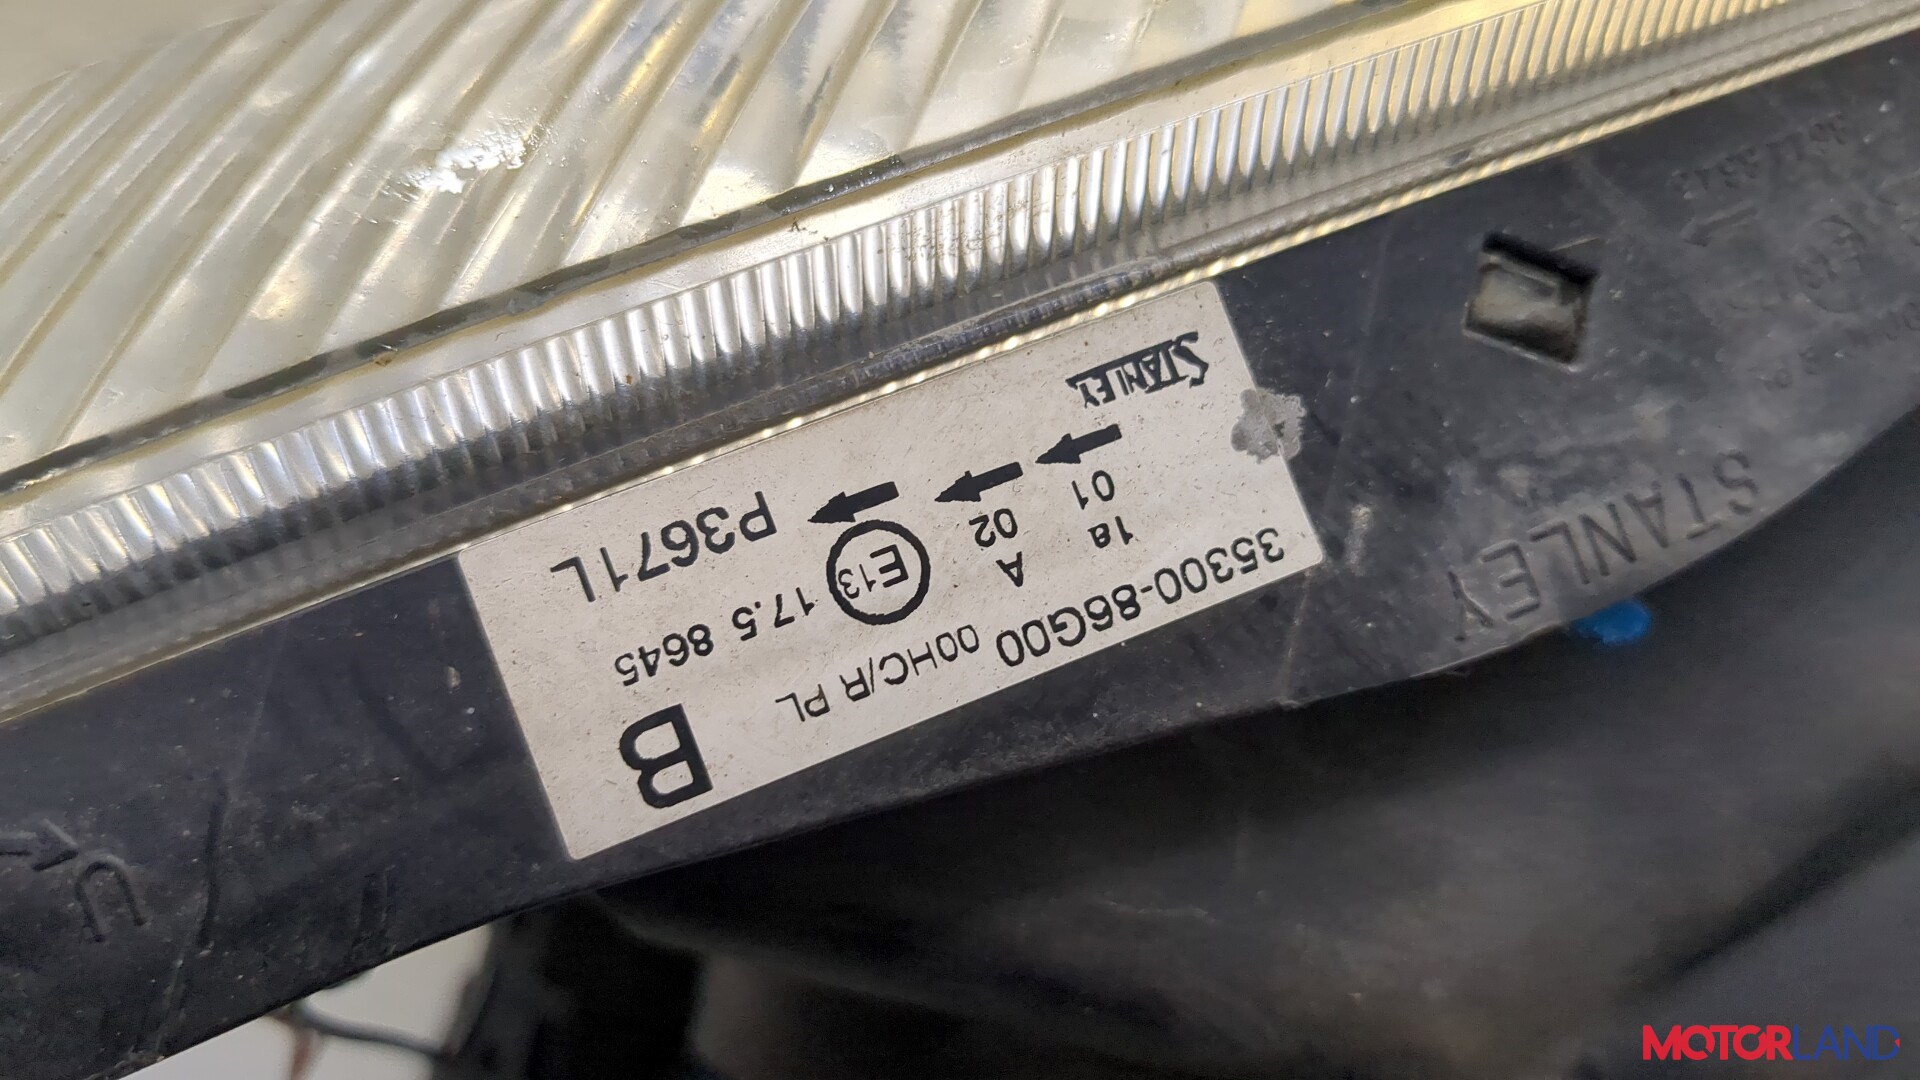 35300-86G00 00HC/R PL B
1a A
01 02 E13 17.5 8645
STANLEY P3671L
STANLEY
MOTORLAND